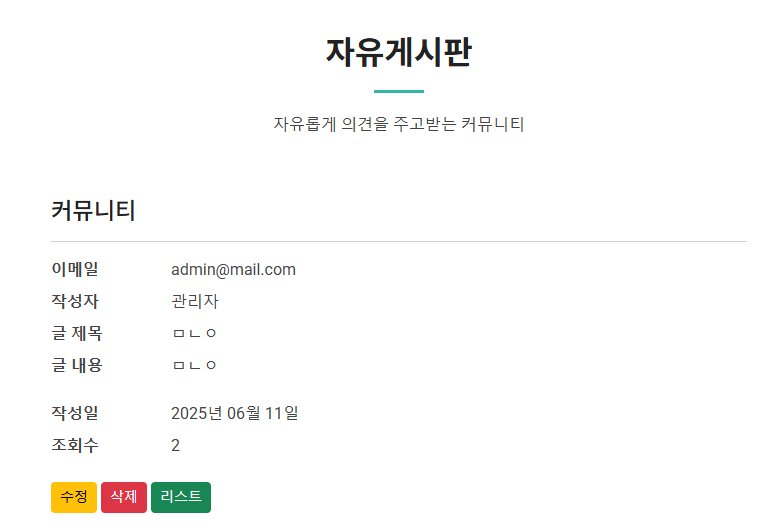 자유게시판
자유롭게 의견을 주고받는 커뮤니티
커뮤니티
이메일 admin@mail.com
작성자 관리자
글 제목 ㅁㄴㅇ
글 내용 ㅁㄴㅇ
작성일 2025년 06월 11일
조회수 2
수정 삭제 리스트